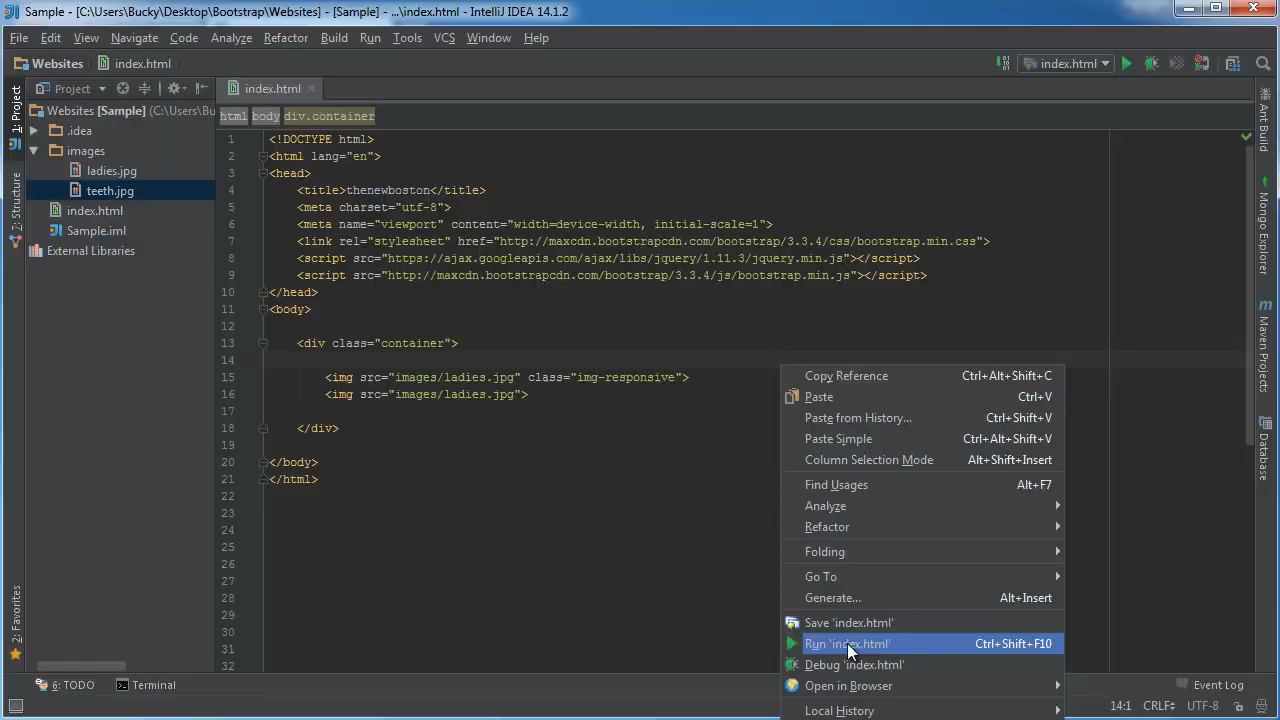 Sample - [C:\Users\Bucky\Desktop\Bootstrap\Websites] - [Sample] - ...\index.html - IntelliJ IDEA 14.1.2
File Edit View Navigate Code Analyze Refactor Build Run Tools VCS Window Help
Websites index.html index.html
1: Project
Project
index.html
Websites [Sample] (C:\Users\Bu
.idea
images
ladies.jpg
teeth.jpg
index.html
Sample.iml
External Libraries
7: Structure
2: Favorites
html body div.container
1 <!DOCTYPE html>
2 <html lang="en">
3 <head>
4 <title>thenewboston</title>
5 <meta charset="utf-8">
6 <meta name="viewport" content="width=device-width, initial-scale=1">
7 <link rel="stylesheet" href="http://maxcdn.bootstrapcdn.com/bootstrap/3.3.4/css/bootstrap.min.css">
8 <script src="https://ajax.googleapis.com/ajax/libs/jquery/1.11.3/jquery.min.js"></script>
9 <script src="http://maxcdn.bootstrapcdn.com/bootstrap/3.3.4/js/bootstrap.min.js"></script>
10 </head>
11 <body>
12
13 <div class="container">
14
15 <img src="images/ladies.jpg" class="img-responsive">
16 <img src="images/ladies.jpg">
17
18 </div>
19
20 </body>
21 </html>
22
23
24
25
26
27
28
29
30
31
32
Copy Reference Ctrl+Alt+Shift+C
Paste Ctrl+V
Paste from History... Ctrl+Shift+V
Paste Simple Ctrl+Alt+Shift+V
Column Selection Mode Alt+Shift+Insert
Find Usages Alt+F7
Analyze
Refactor
Folding
Go To
Generate... Alt+Insert
Save 'index.html'
Run 'index.html' Ctrl+Shift+F10
Debug 'index.html'
Open in Browser
Local History
Ant Build
Mongo Explorer
Maven Projects
Database
6: TODO Terminal Event Log
14:1 CRLF UTF-8